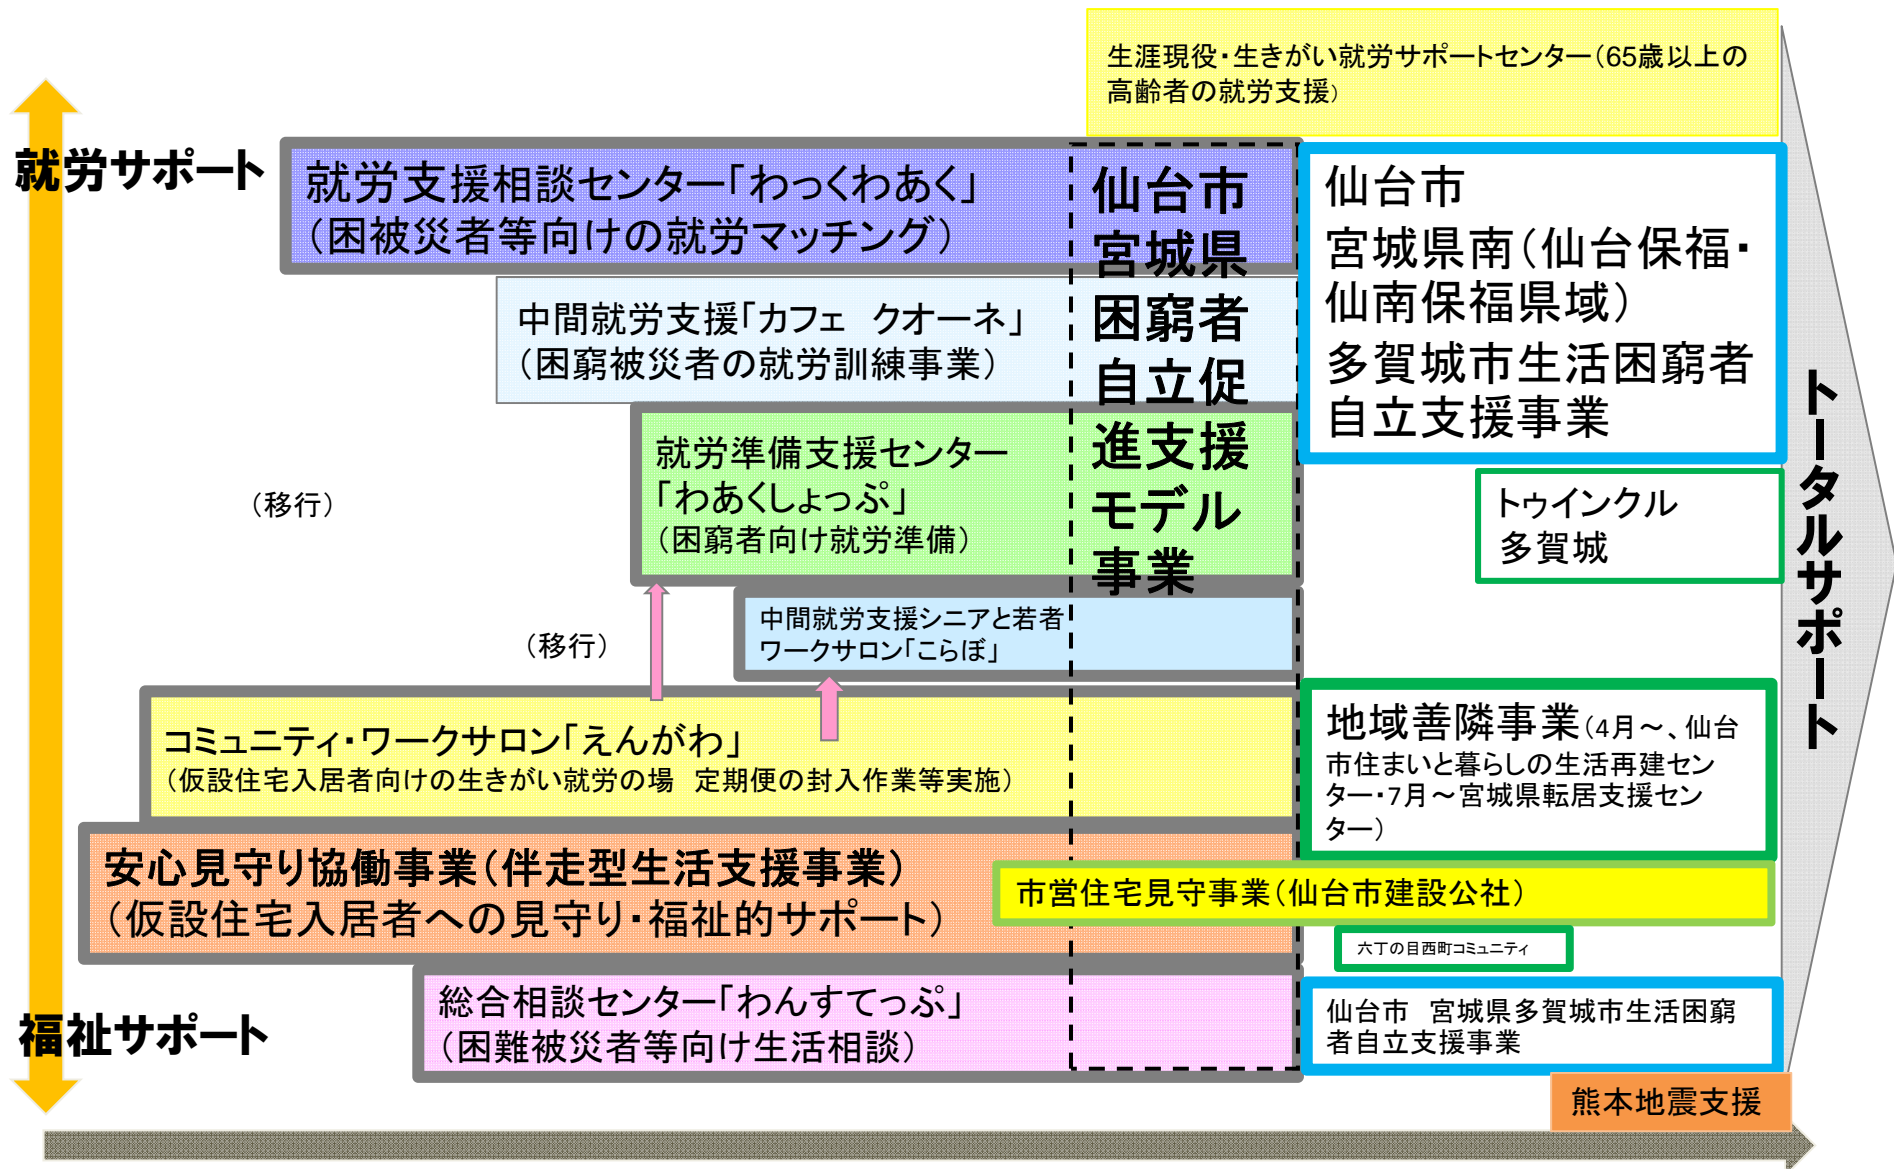 生涯現役・生きがい就労サポートセンター（65歳以上の
高齢者の就労支援）
就労サポート
就労支援相談センター「わっくわあく」
（困被災者等向けの就労マッチング）
中間就労支援「カフェ　クオーネ」
（困窮被災者の就労訓練事業）
就労準備支援センター
「わあくしょっぷ」
（困窮者向け就労準備）
（移行）
中間就労支援シニアと若者
ワークサロン「こらぼ」
（移行）
コミュニティ・ワークサロン「えんがわ」
（仮設住宅入居者向けの生きがい就労の場　定期便の封入作業等実施）
安心見守り協働事業（伴走型生活支援事業）
（仮設住宅入居者への見守り・福祉的サポート）
総合相談センター「わんすてっぷ」
（困難被災者等向け生活相談）
福祉サポート
仙台市
宮城県
困窮者
自立促
進支援
モデル
事業
仙台市
宮城県南（仙台保福・
仙南保福県域）
多賀城市生活困窮者
自立支援事業
トゥインクル
多賀城
地域善隣事業（4月～、仙台
市住まいと暮らしの生活再建セン
ター・7月～宮城県転居支援セン
ター）
市営住宅見守事業（仙台市建設公社）
六丁の目西町コミュニティ
仙台市　宮城県多賀城市生活困窮
者自立支援事業
熊本地震支援
トータルサポート